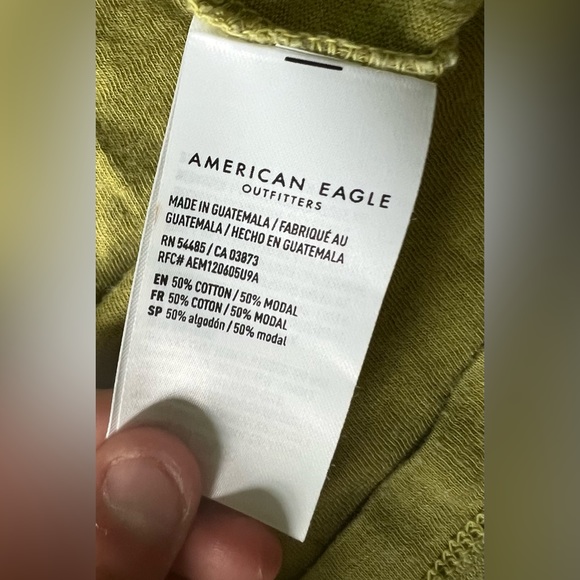 AMERICAN EAGLE
OUTFITTERS
MADE IN GUATEMALA / FABRIQUÉ AU
GUATEMALA / HECHO EN GUATEMALA
RN 54485 / CA 03873
RFC# AEM120605U9A
EN 50% COTTON / 50% MODAL
FR 50% COTON / 50% MODAL
SP 50% algodón / 50% modal